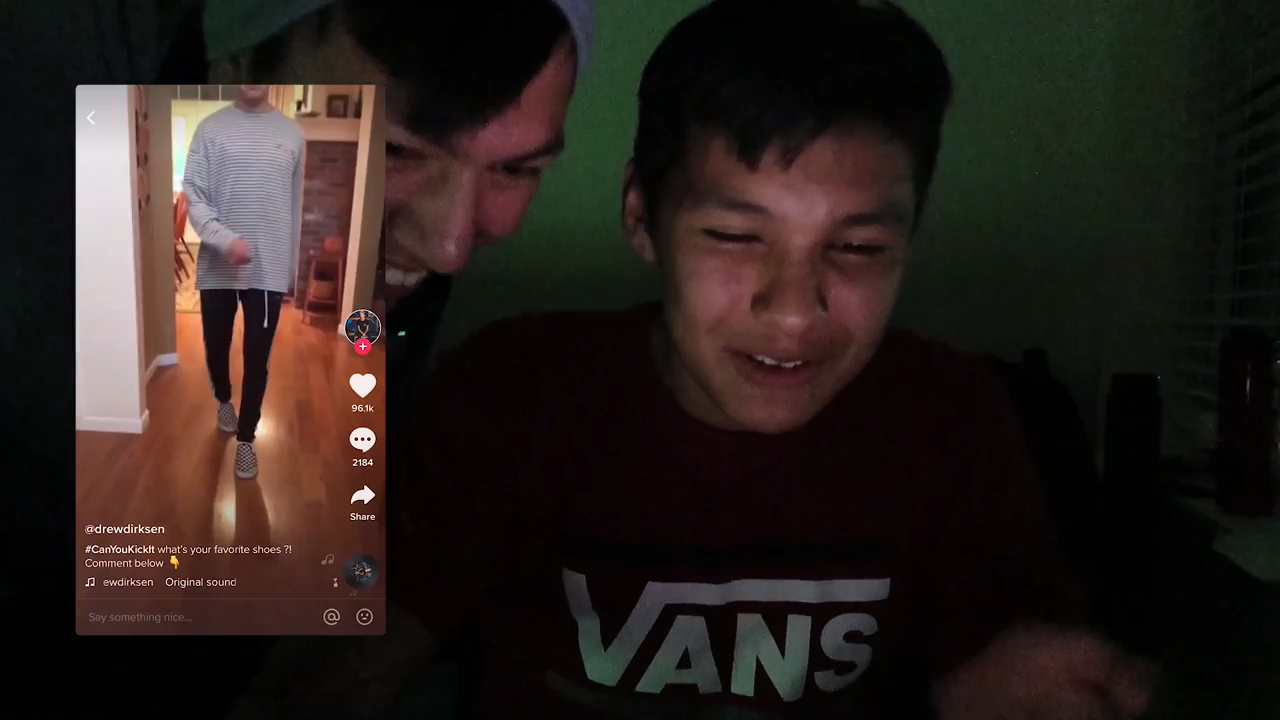 96.1k
2184
Share
@drewdirksen
#CanYouKickIt what's your favorite shoes ?!
Comment below 👇
ewdirksen Original sound
Say something nice...
VANS